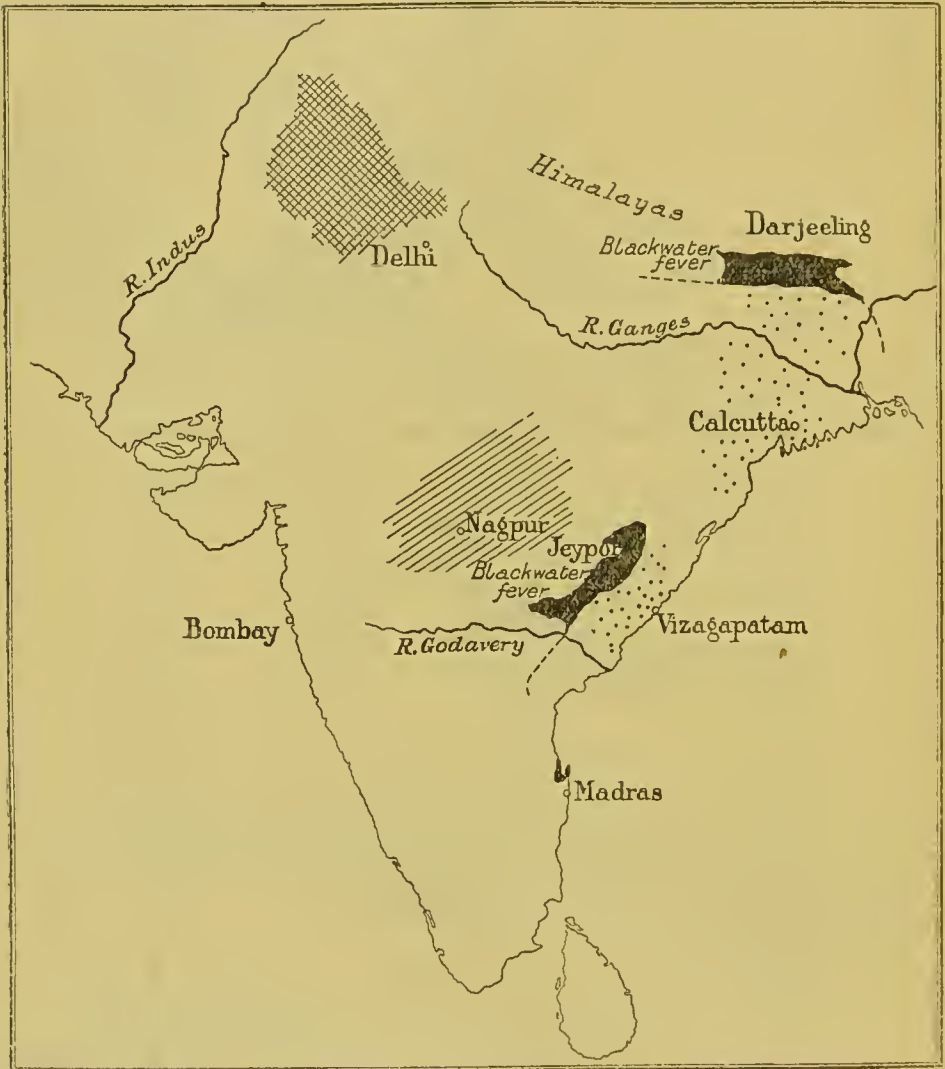 Himalayas
Darjeeling
Blackwater
fever
Delhi
R. Indus
R. Ganges
Calcutta
Nagpur
Jeypor
Blackwater
fever
Bombay
R. Godavery
Vizagapatam
Madras